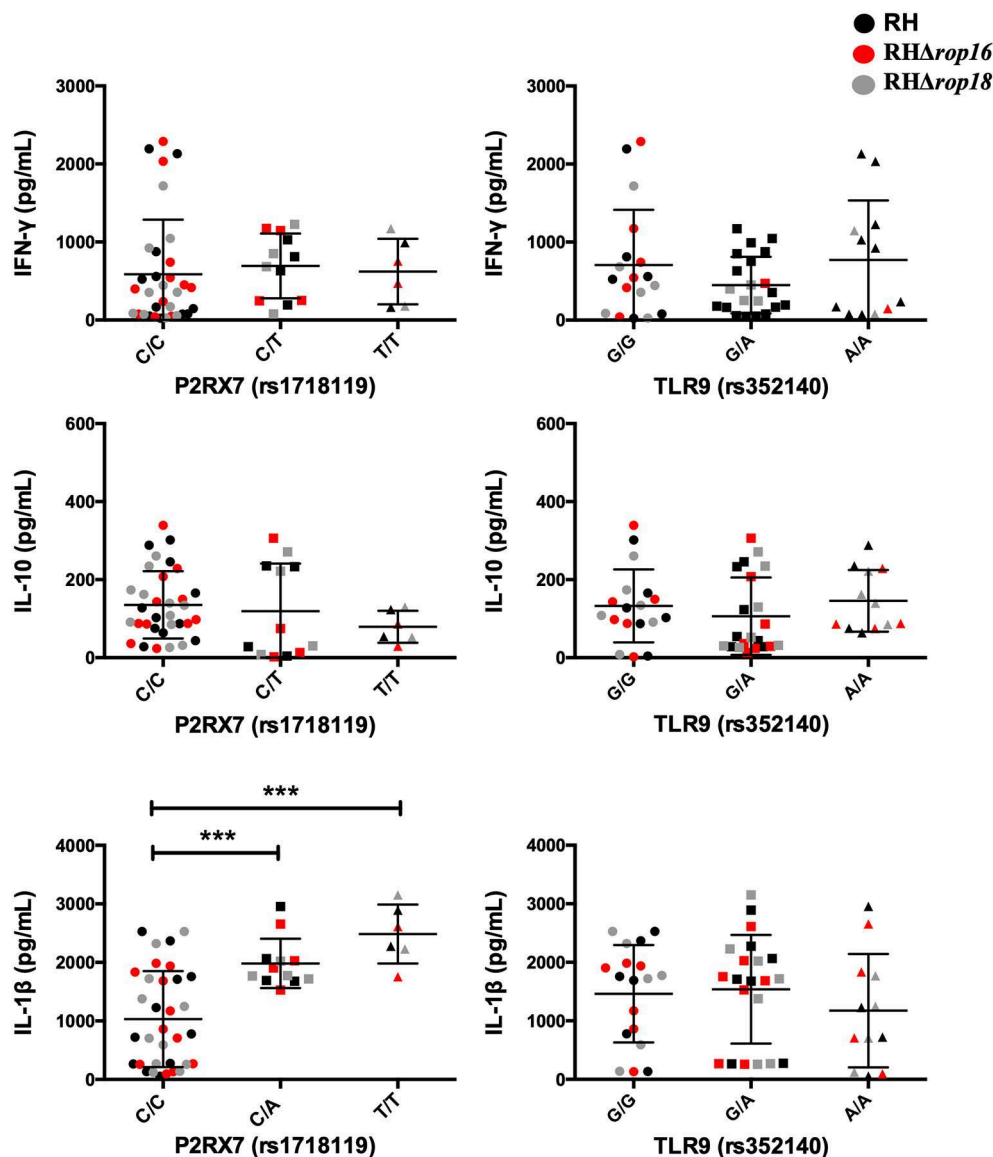 RH
RHΔrop16
RHΔrop18
IFN-γ (pg/mL)
3000
2000
1000
0
C/C
C/T
T/T
P2RX7 (rs1718119)
IFN-γ (pg/mL)
3000
2000
1000
0
G/G
G/A
A/A
TLR9 (rs352140)
IL-10 (pg/mL)
600
400
200
0
C/C
C/T
T/T
P2RX7 (rs1718119)
IL-10 (pg/mL)
600
400
200
0
G/G
G/A
A/A
TLR9 (rs352140)
***
***
IL-1β (pg/mL)
4000
3000
2000
1000
0
C/C
C/A
T/T
P2RX7 (rs1718119)
IL-1β (pg/mL)
4000
3000
2000
1000
0
G/G
G/A
A/A
TLR9 (rs352140)